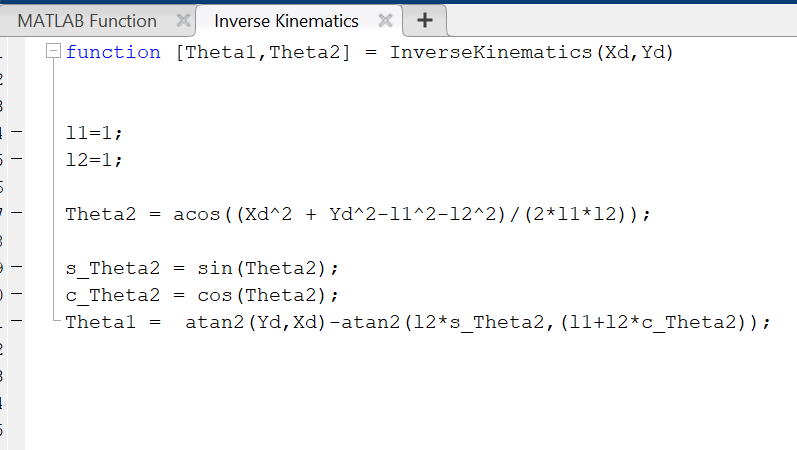 MATLAB Function Inverse Kinematics +
function [Theta1,Theta2] = InverseKinematics(Xd,Yd)
l1=1;
l2=1;
Theta2 = acos((Xd^2 + Yd^2-l1^2-l2^2)/(2*l1*l2));
s_Theta2 = sin(Theta2);
c_Theta2 = cos(Theta2);
Theta1 =  atan2(Yd,Xd)-atan2(l2*s_Theta2,(l1+l2*c_Theta2));